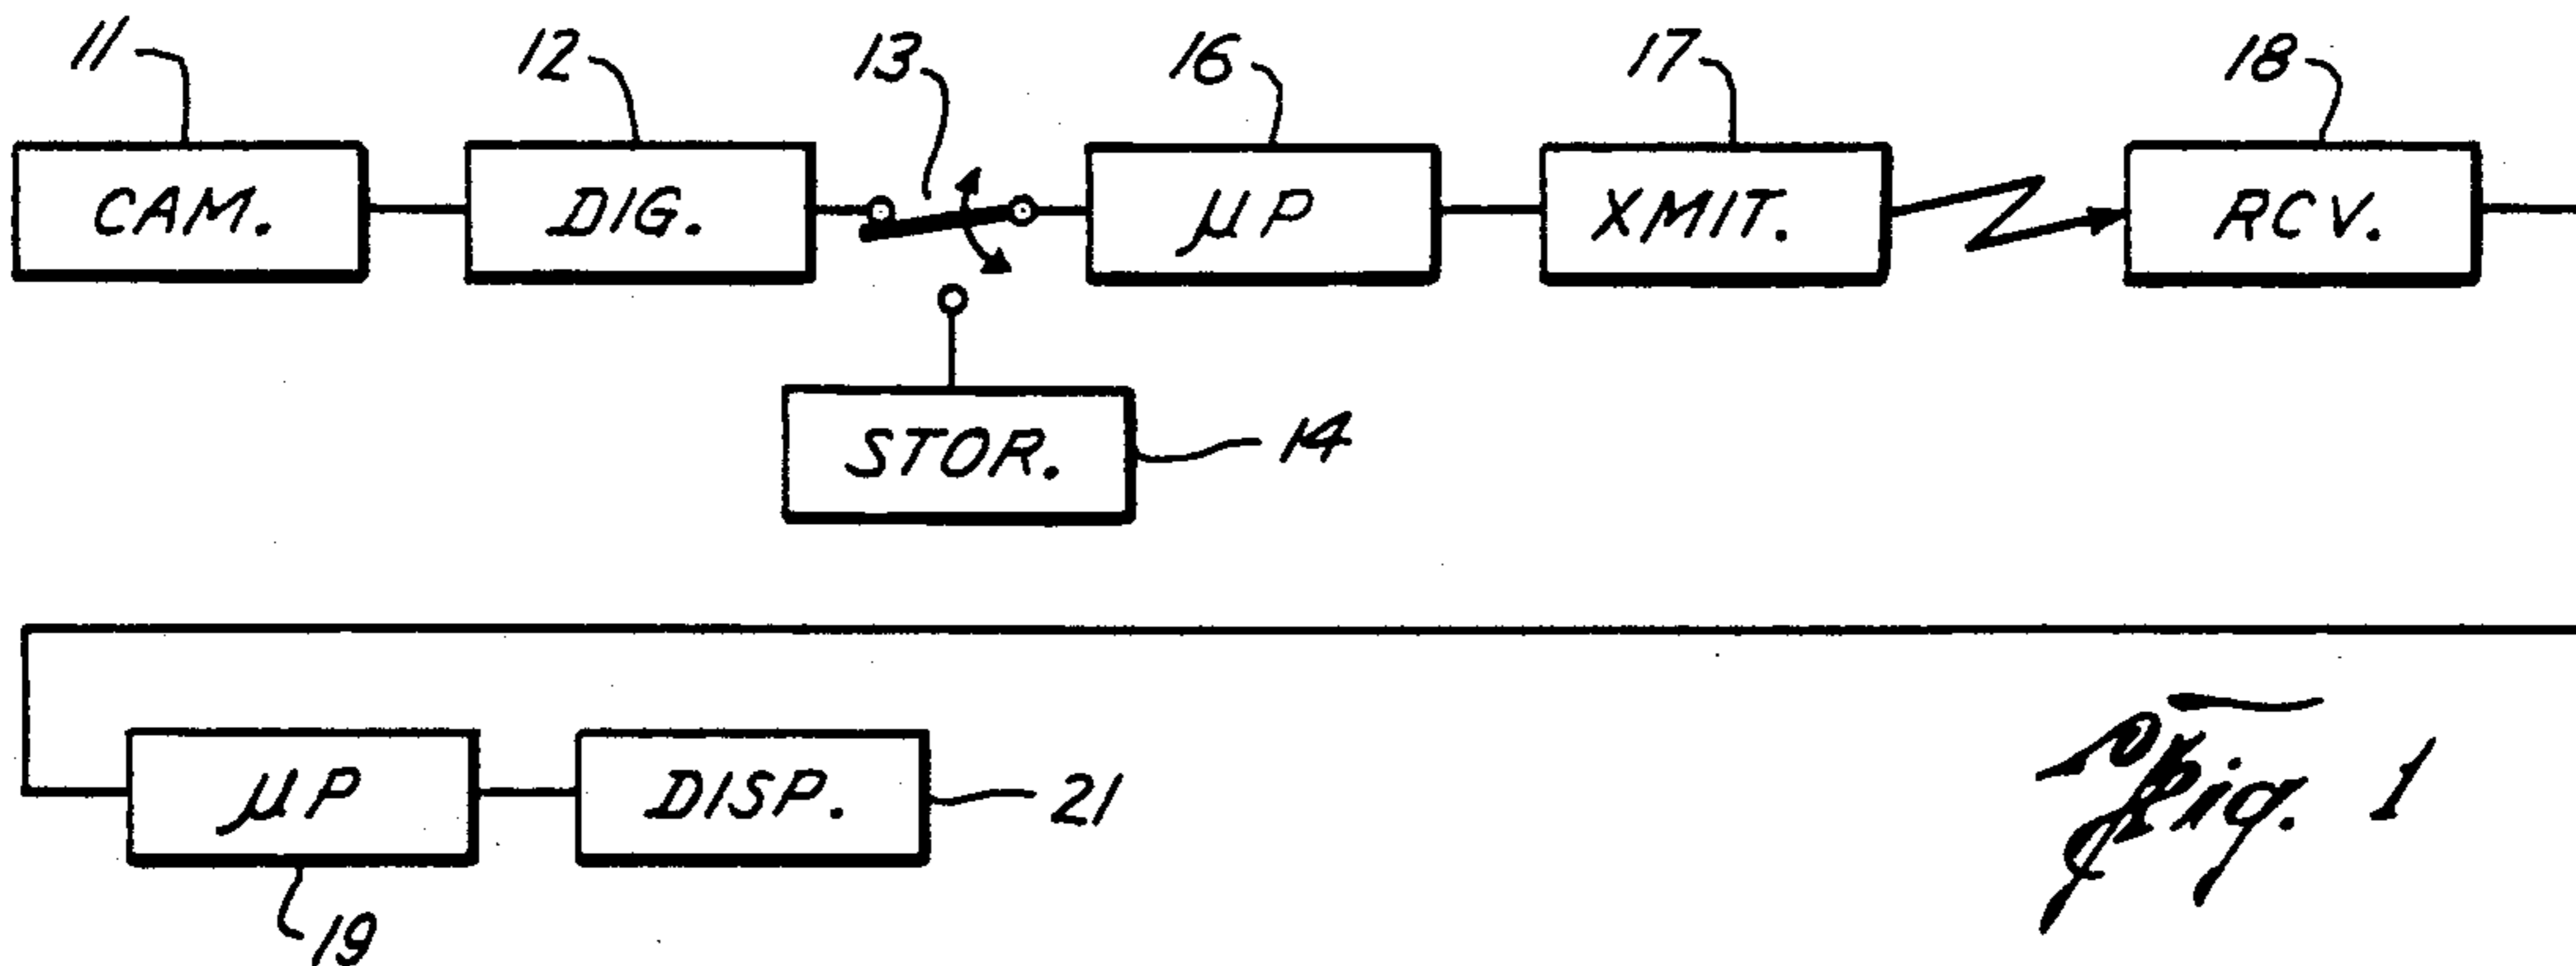 11 12 13 16 17 18
CAM. DIG. µP XMIT. RCV.
STOR. 14
µP DISP. 21
19
Fig. 1